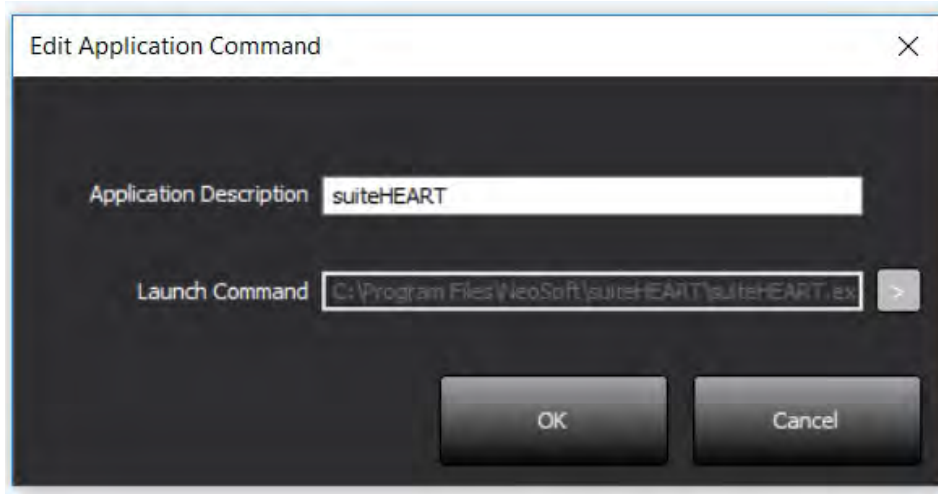 Edit Application Command
Application Description suiteHEART
Launch Command C:\Program Files\NeoSoft\suiteHEART\suiteHEART.ex >
OK Cancel